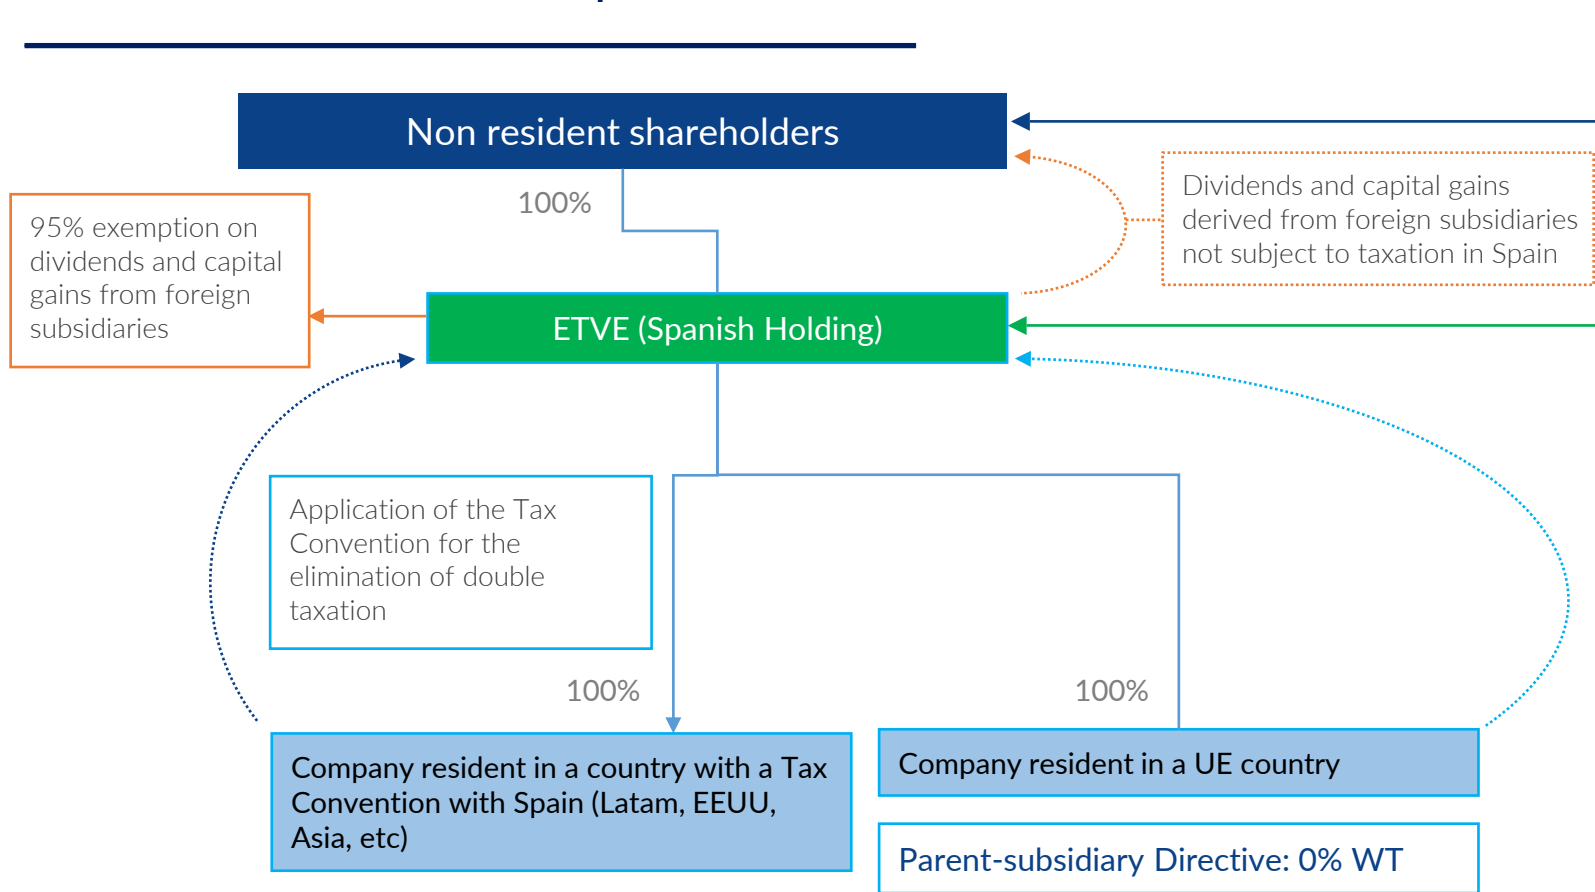 Non resident shareholders
100%
95% exemption on
dividends and capital
gains from foreign
subsidiaries
Dividends and capital gains
derived from foreign subsidiaries
not subject to taxation in Spain
ETVE (Spanish Holding)
Application of the Tax
Convention for the
elimination of double
taxation
100%
100%
Company resident in a country with a Tax
Convention with Spain (Latam, EEUU,
Asia, etc)
Company resident in a UE country
Parent-subsidiary Directive: 0% WT